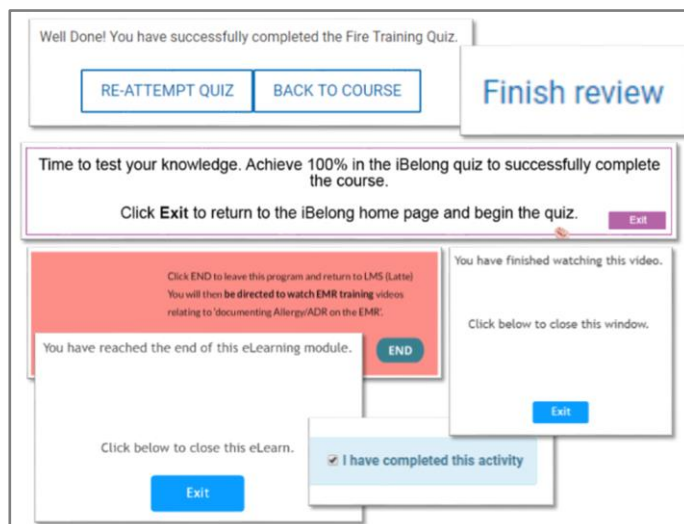 Well Done! You have successfully completed the Fire Training Quiz.
RE-ATTEMPT QUIZ
BACK TO COURSE
Finish review
Time to test your knowledge. Achieve 100% in the iBelong quiz to successfully complete
the course.
Click Exit to return to the iBelong home page and begin the quiz.
Exit
Click END to leave this program and return to LMS (Latte)
You will then be directed to watch EMR training videos
relating to 'documenting Allergy/ADR on the EMR'.
END
You have finished watching this video.
Click below to close this window.
Exit
You have reached the end of this eLearning module.
Click below to close this eLearn.
Exit
I have completed this activity